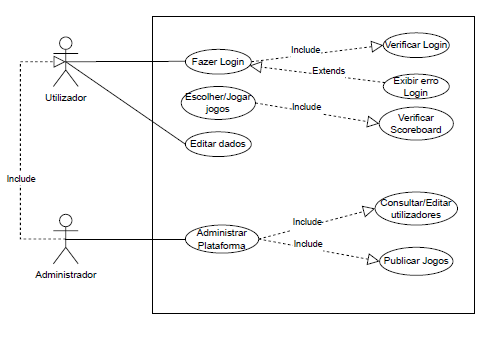 Include
Verificar Login
Fazer Login
Extends
Exibir erro
Login
Utilizador
Escolher/Jogar
jogos
Include
Verificar
Scoreboard
Editar dados
Include
Consultar/Editar
utilizadores
Include
Administrar
Plataforma
Include
Publicar Jogos
Administrador